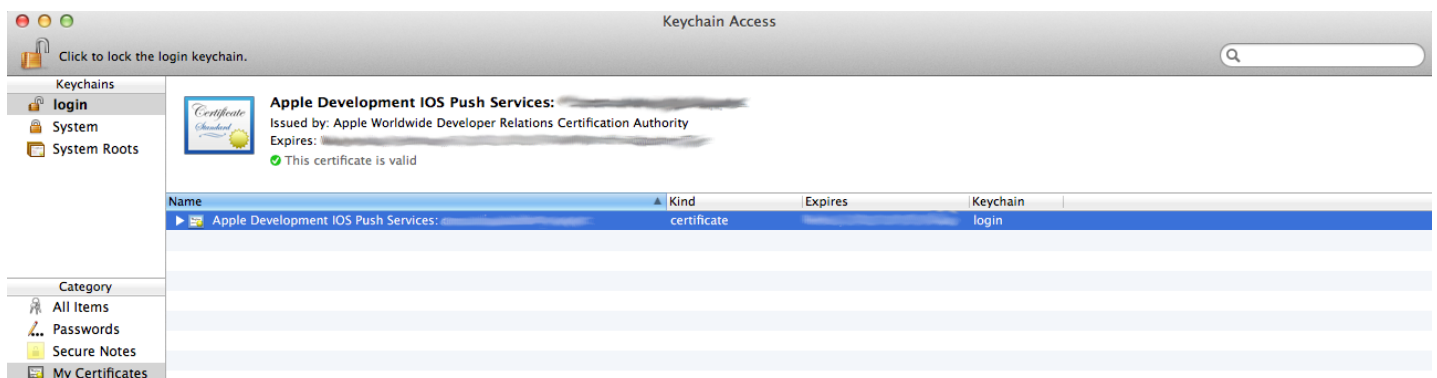 Keychain Access
Click to lock the login keychain.
Keychains
login
System
System Roots
Certificate
Standard
Apple Development IOS Push Services:
Issued by: Apple Worldwide Developer Relations Certification Authority
Expires:
This certificate is valid
Name Kind Expires Keychain
Apple Development IOS Push Services: certificate login
Category
All Items
Passwords
Secure Notes
My Certificates